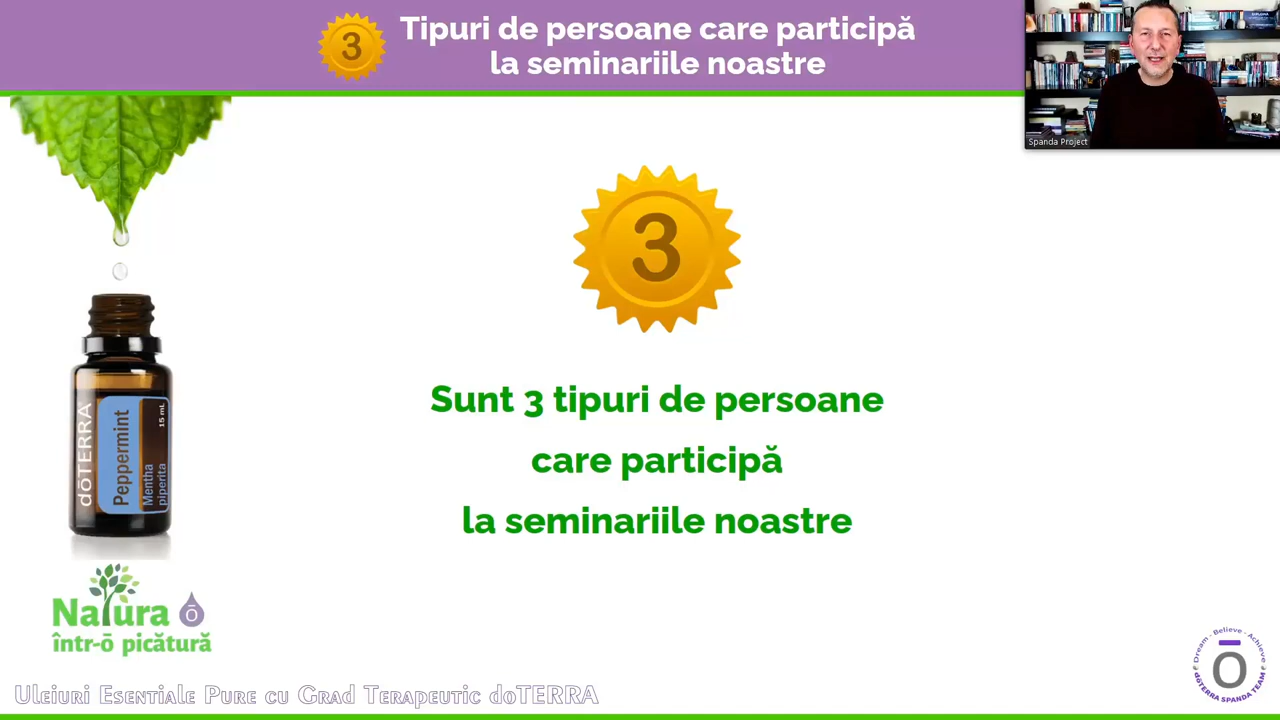 3
Tipuri de persoane care participă
la seminariile noastre
Spanda Project
3
Sunt 3 tipuri de persoane
care participă
la seminariile noastre
dōTERRA
Peppermint
Mentha
piperita
15 mL
Natura ō
într-ō picătură
Dream - Believe - Achieve
Ō
dōTERRA SPANDA TEAM
Uleiuri Esentiale Pure cu Grad Terapeutic doTERRA